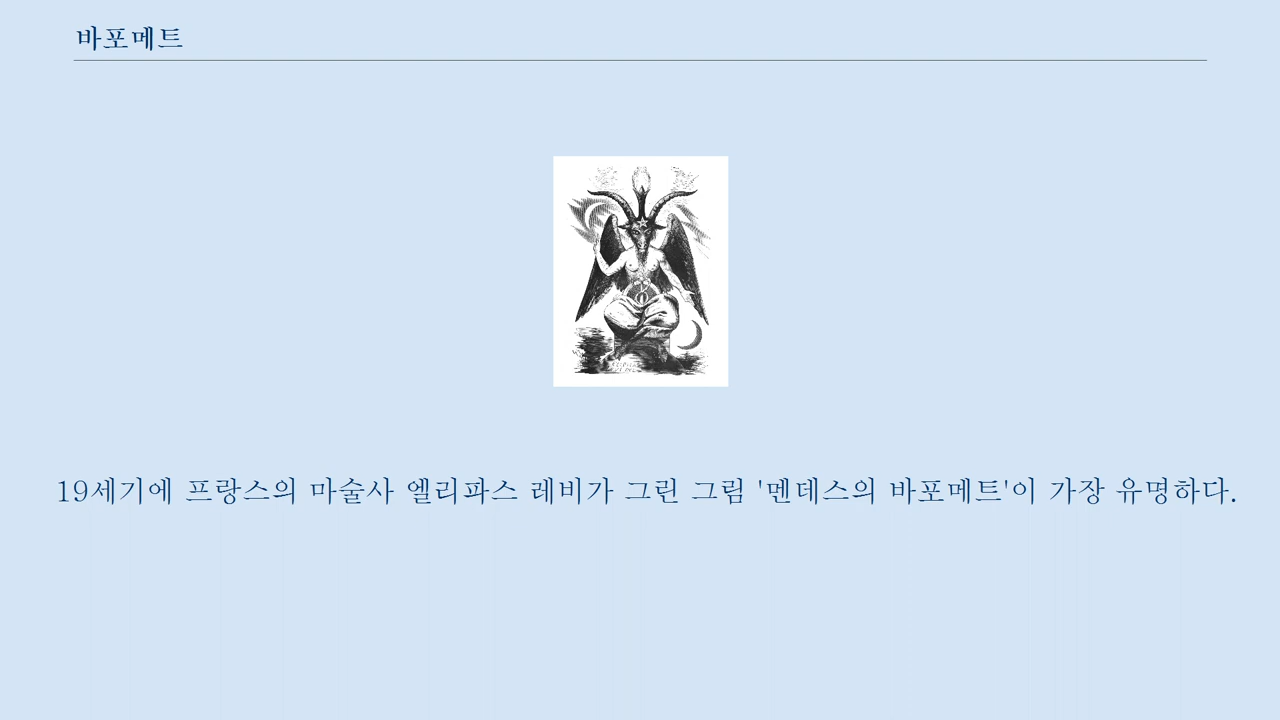 바포메트
19세기에 프랑스의 마술사 엘리파스 레비가 그린 그림 '멘데스의 바포메트'이 가장 유명하다.